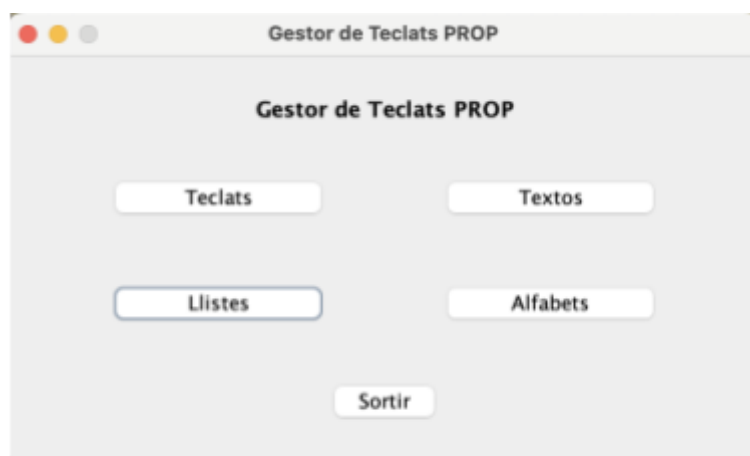 Gestor de Teclats PROP
Gestor de Teclats PROP
Teclats Textos
Llistes Alfabets
Sortir